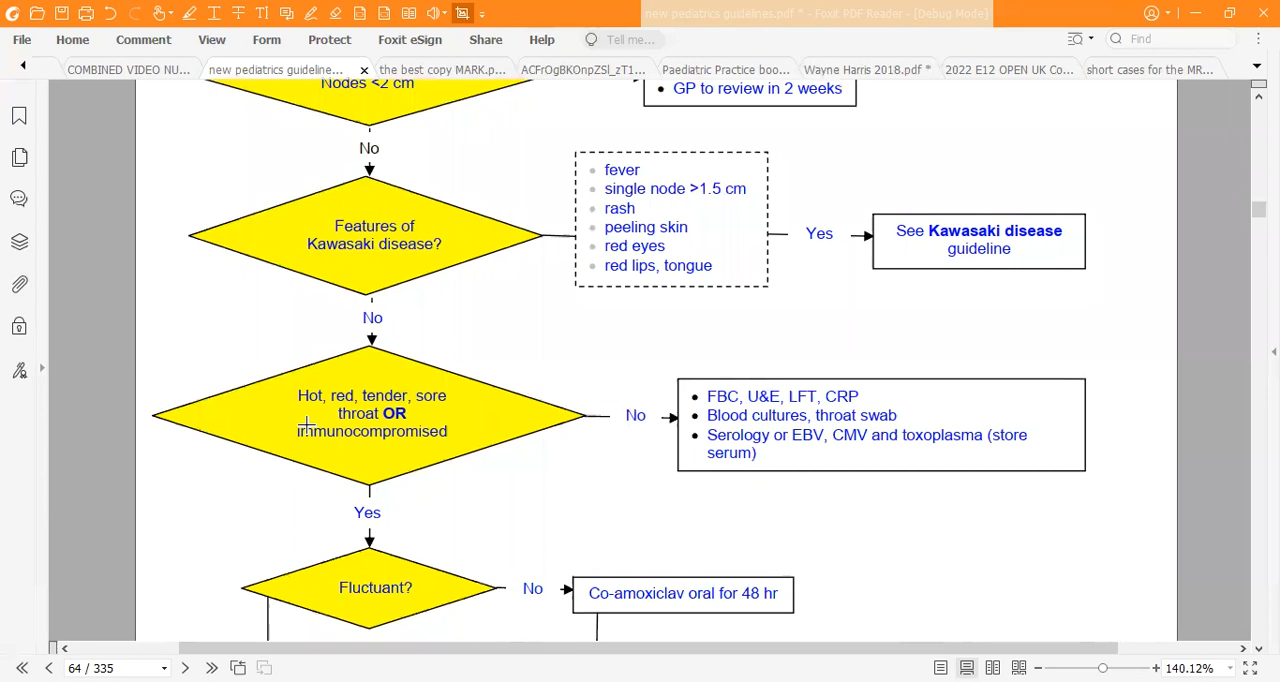 new pediatrics guidelines.pdf * - Foxit PDF Reader - [Debug Mode]
File Home Comment View Form Protect Foxit eSign Share Help Tell me... Find
COMBINED VIDEO NU... new pediatrics guideline... the best copy MARK.p... ACFrOgBKOnpZSl_zT1... Paediatric Practice boo... Wayne Harris 2018.pdf * 2022 E12 OPEN UK Co... short cases for the MR...
Nodes <2 cm
• GP to review in 2 weeks
No
Features of
Kawasaki disease?
fever
single node >1.5 cm
rash
peeling skin
red eyes
red lips, tongue
Yes
See Kawasaki disease
guideline
No
Hot, red, tender, sore
throat OR
immunocompromised
No
• FBC, U&E, LFT, CRP
• Blood cultures, throat swab
• Serology or EBV, CMV and toxoplasma (store
serum)
Yes
Fluctuant?
No
Co-amoxiclav oral for 48 hr
64 / 335
140.12%